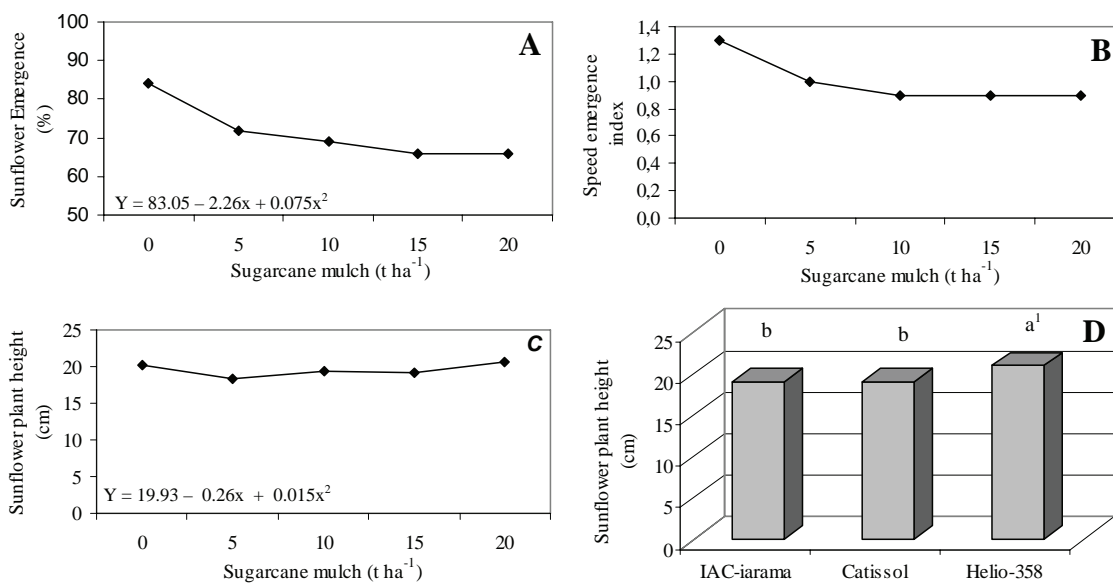 A
Sunflower Emergence
(%)
100
90
80
70
60
50
Y = 83.05 – 2.26x + 0.075x²
0 5 10 15 20
Sugarcane mulch (t ha⁻¹)
B
Speed emergence
index
1,4
1,2
1,0
0,8
0,6
0,4
0,2
0,0
0 5 10 15 20
Sugarcane mulch (t ha⁻¹)
C
Sunflower plant height
(cm)
25
20
15
10
5
0
Y = 19.93 – 0.26x + 0.015x²
0 5 10 15 20
Sugarcane mulch (t ha⁻¹)
D
Sunflower plant height
(cm)
25
20
15
10
5
0
b b a¹
IAC-iarama Catissol Helio-358